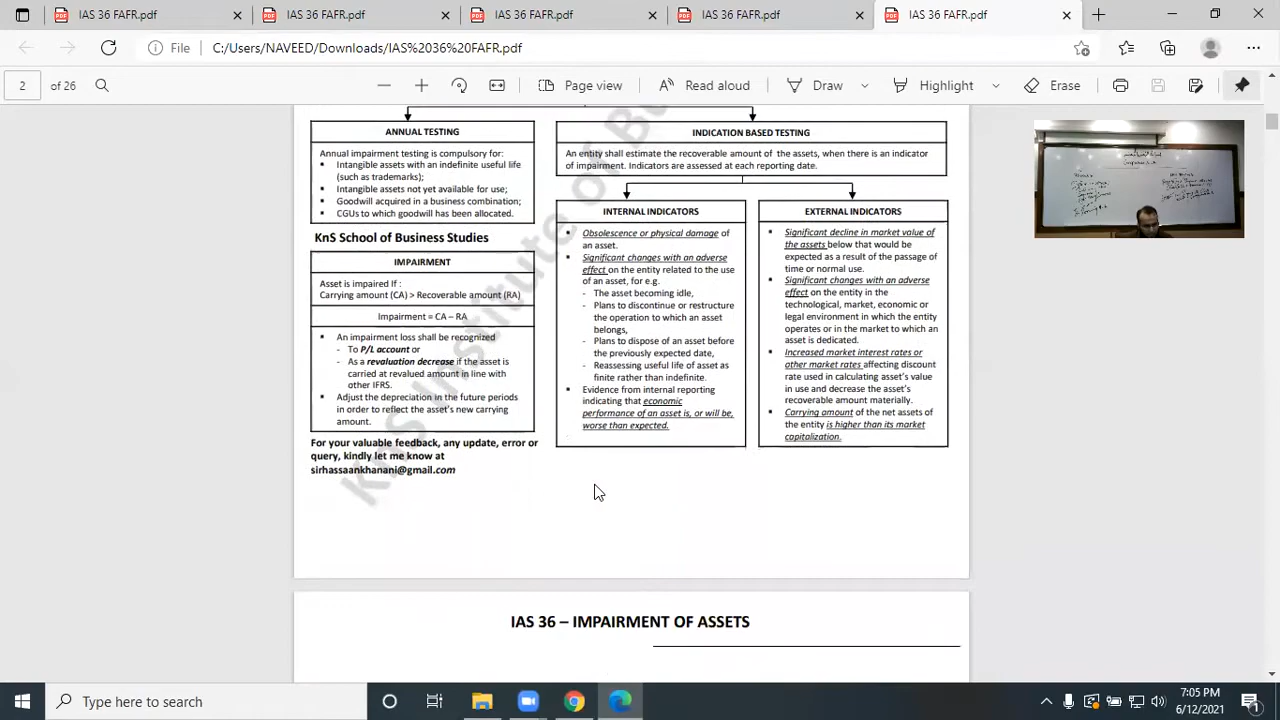 IAS 36 FAFR.pdf
IAS 36 FAFR.pdf
IAS 36 FAFR.pdf
IAS 36 FAFR.pdf
IAS 36 FAFR.pdf
File
C:/Users/NAVEED/Downloads/IAS%2036%20FAFR.pdf
2 of 26
Page view
Read aloud
Draw
Highlight
Erase
ANNUAL TESTING
Annual impairment testing is compulsory for:
Intangible assets with an indefinite useful life
(such as trademarks);
Intangible assets not yet available for use;
Goodwill acquired in a business combination;
CGUs to which goodwill has been allocated.
KnS School of Business Studies
IMPAIRMENT
Asset is impaired If :
Carrying amount (CA) > Recoverable amount (RA)
Impairment = CA – RA
An impairment loss shall be recognized
- To P/L account or
- As a revaluation decrease if the asset is
carried at revalued amount in line with
other IFRS.
Adjust the depreciation in the future periods
in order to reflect the asset's new carrying
amount.
For your valuable feedback, any update, error or
query, kindly let me know at
sirhassaankhanani@gmail.com
INDICATION BASED TESTING
An entity shall estimate the recoverable amount of the assets, when there is an indicator
of impairment. Indicators are assessed at each reporting date.
INTERNAL INDICATORS
Obsolescence or physical damage of
an asset.
Significant changes with an adverse
effect on the entity related to the use
of an asset, for e.g.
- The asset becoming idle,
- Plans to discontinue or restructure
the operation to which an asset
belongs,
- Plans to dispose of an asset before
the previously expected date,
- Reassessing useful life of asset as
finite rather than indefinite.
Evidence from internal reporting
indicating that economic
performance of an asset is, or will be,
worse than expected.
EXTERNAL INDICATORS
Significant decline in market value of
the assets below that would be
expected as a result of the passage of
time or normal use.
Significant changes with an adverse
effect on the entity in the
technological, market, economic or
legal environment in which the entity
operates or in the market to which an
asset is dedicated.
Increased market interest rates or
other market rates affecting discount
rate used in calculating asset's value
in use and decrease the asset's
recoverable amount materially.
Carrying amount of the net assets of
the entity is higher than its market
capitalization.
KnS Institute of Bu
IAS 36 – IMPAIRMENT OF ASSETS
Type here to search
7:05 PM
6/12/2021
1